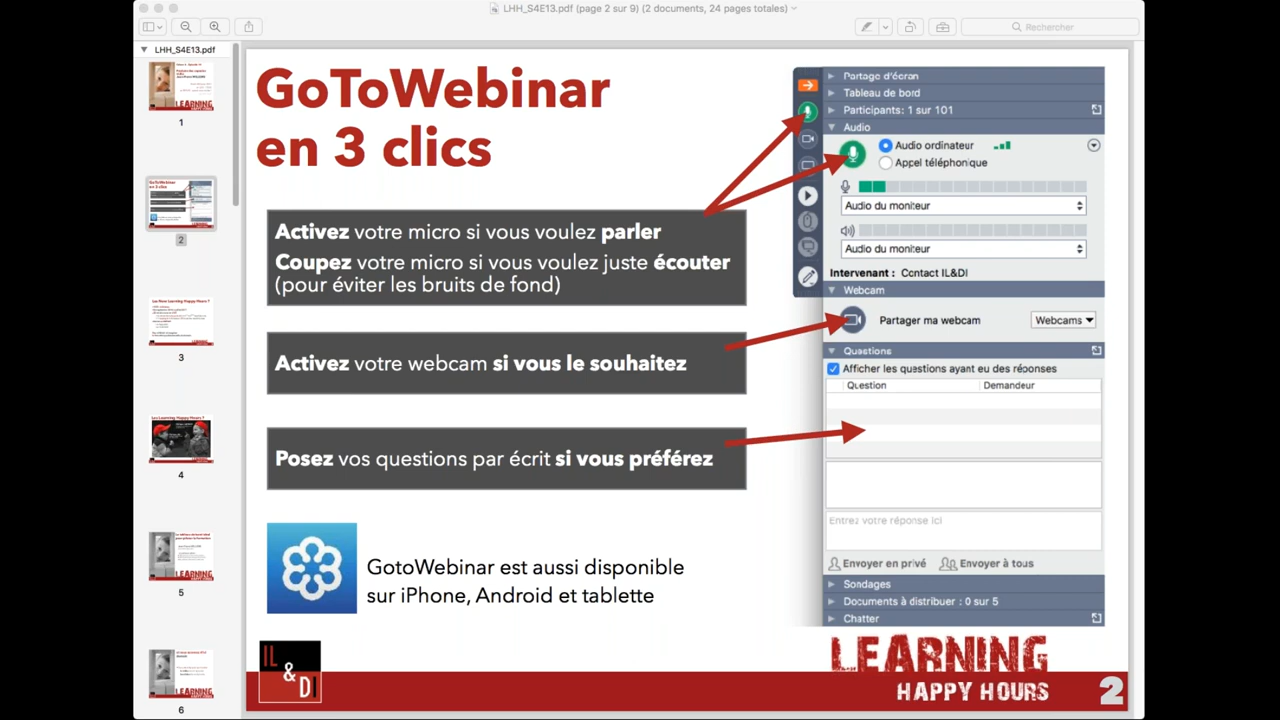 LHH_S4E13.pdf (page 2 sur 9) (2 documents, 24 pages totales)
Rechercher
LHH_S4E13.pdf
1
2
3
4
5
6
GoToWebinar
en 3 clics
Activez votre micro si vous voulez parler
Coupez votre micro si vous voulez juste écouter
(pour éviter les bruits de fond)
Activez votre webcam si vous le souhaitez
Posez vos questions par écrit si vous préférez
GotoWebinar est aussi disponible
sur iPhone, Android et tablette
Partage d'écran
Tableau de bord
Participants: 1 sur 101
Audio
Audio ordinateur
Appel téléphonique
Audio du moniteur
Audio du moniteur
Intervenant : Contact IL&DI
Webcam
Partager ma webcam
Webcams
Questions
Afficher les questions ayant eu des réponses
Question Demandeur
Entrez votre réponse ici
Envoyer en privé Envoyer à tous
Sondages
Documents à distribuer : 0 sur 5
Chatter
IL
&
DI
LEARNING
HAPPY HOURS
2